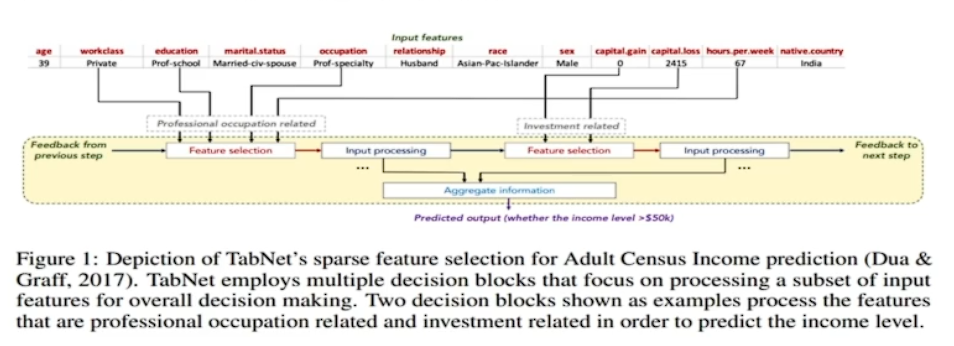 Input features
age workclass education marital.status occupation relationship race sex capital.gain capital.loss hours.per.week native.country
39 Private Prof-school Married-civ-spouse Prof-specialty Husband Asian-Pac-Islander Male 0 2415 67 India
Professional occupation related Investment related
Feedback from previous step
Feature selection Input processing Feature selection Input processing
Feedback to next step
... ...
Aggregate information
Predicted output (whether the income level >$50k)
Figure 1: Depiction of TabNet's sparse feature selection for Adult Census Income prediction (Dua &
Graff, 2017). TabNet employs multiple decision blocks that focus on processing a subset of input
features for overall decision making. Two decision blocks shown as examples process the features
that are professional occupation related and investment related in order to predict the income level.